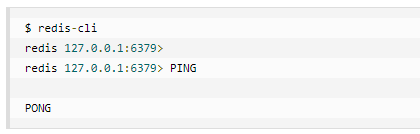 $ redis-cli
redis 127.0.0.1:6379>
redis 127.0.0.1:6379> PING
PONG